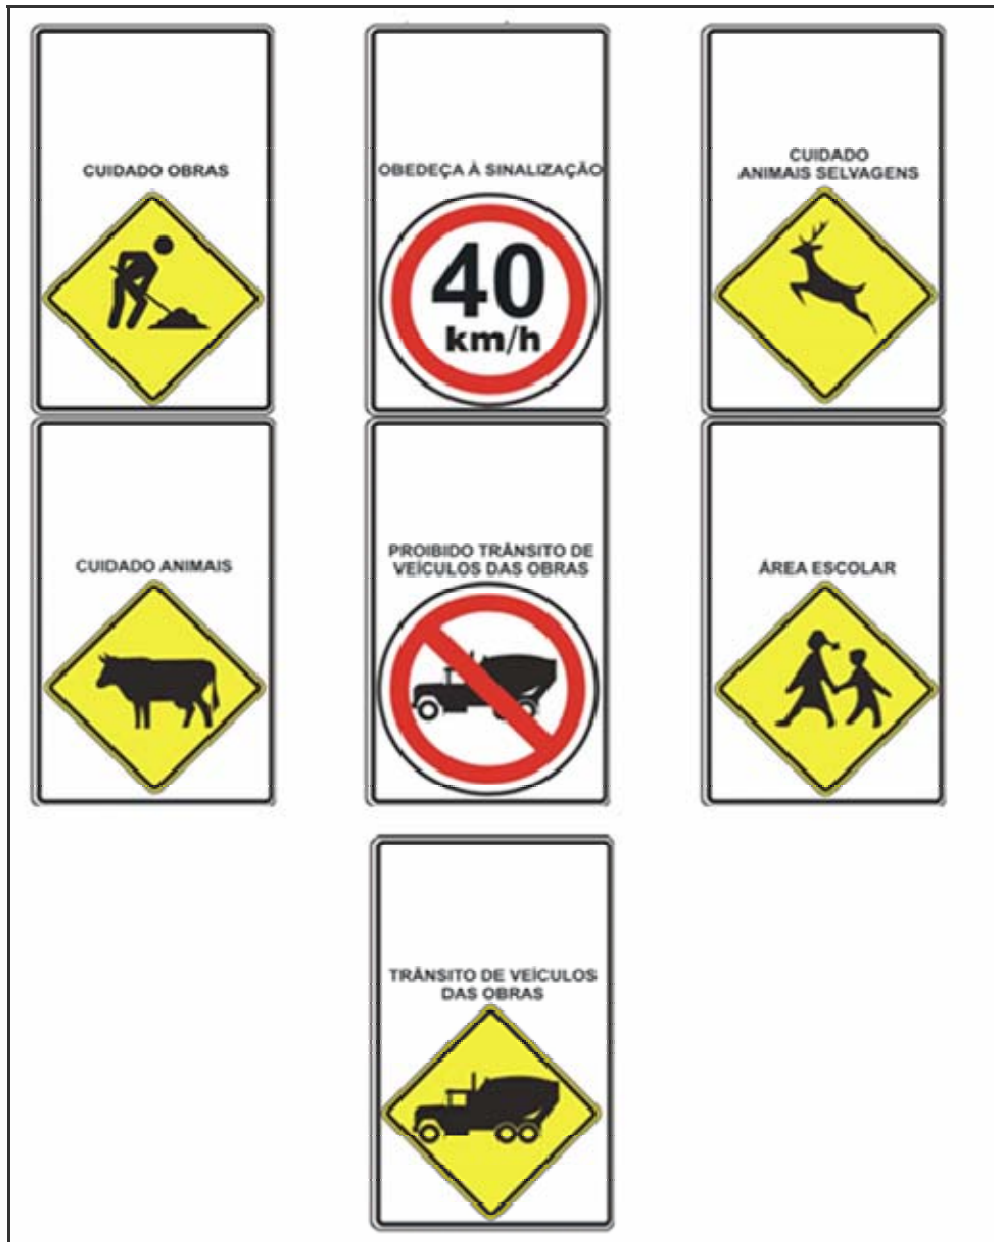 CUIDADO OBRAS
OBEDEÇA À SINALIZAÇÃO
40
km/h
CUIDADO
ANIMAIS SELVAGENS
CUIDADO ANIMAIS
PROIBIDO TRÂNSITO DE
VEÍCULOS DAS OBRAS
ÁREA ESCOLAR
TRÂNSITO DE VEÍCULOS
DAS OBRAS